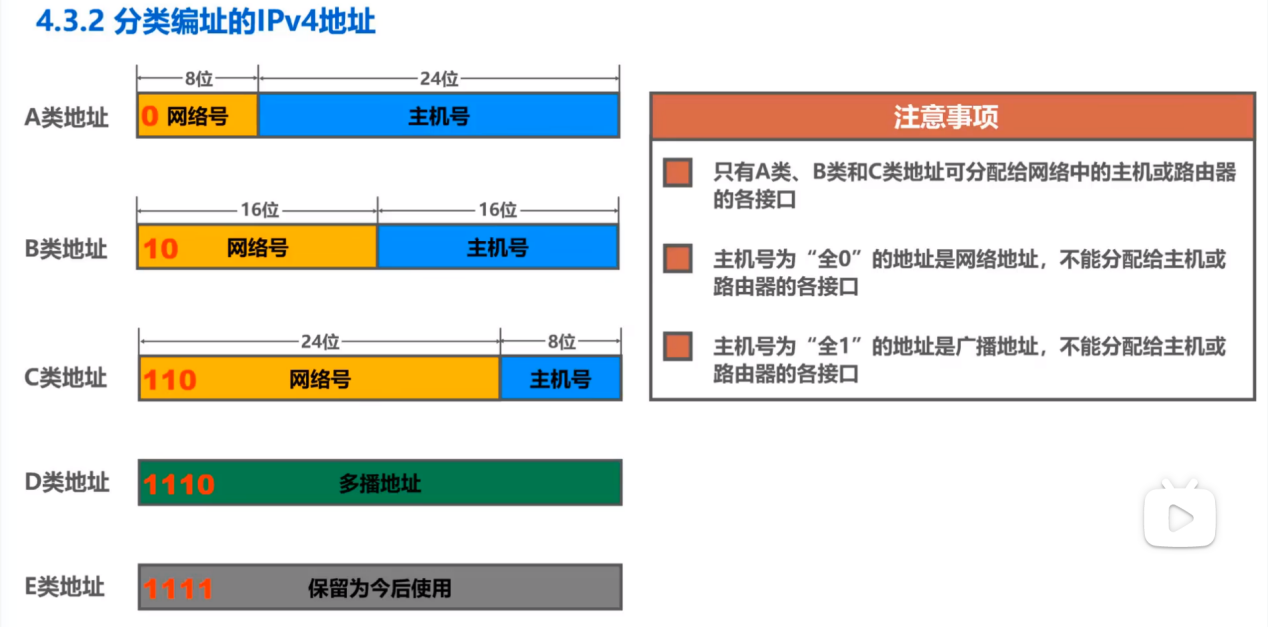 4.3.2 分类编址的IPv4地址
8位 24位
A类地址 0 网络号 主机号
16位 16位
B类地址 10 网络号 主机号
24位 8位
C类地址 110 网络号 主机号
D类地址 1110 多播地址
E类地址 1111 保留为今后使用
注意事项
只有A类、B类和C类地址可分配给网络中的主机或路由器
的各接口
主机号为“全0”的地址是网络地址，不能分配给主机或
路由器的各接口
主机号为“全1”的地址是广播地址，不能分配给主机或
路由器的各接口